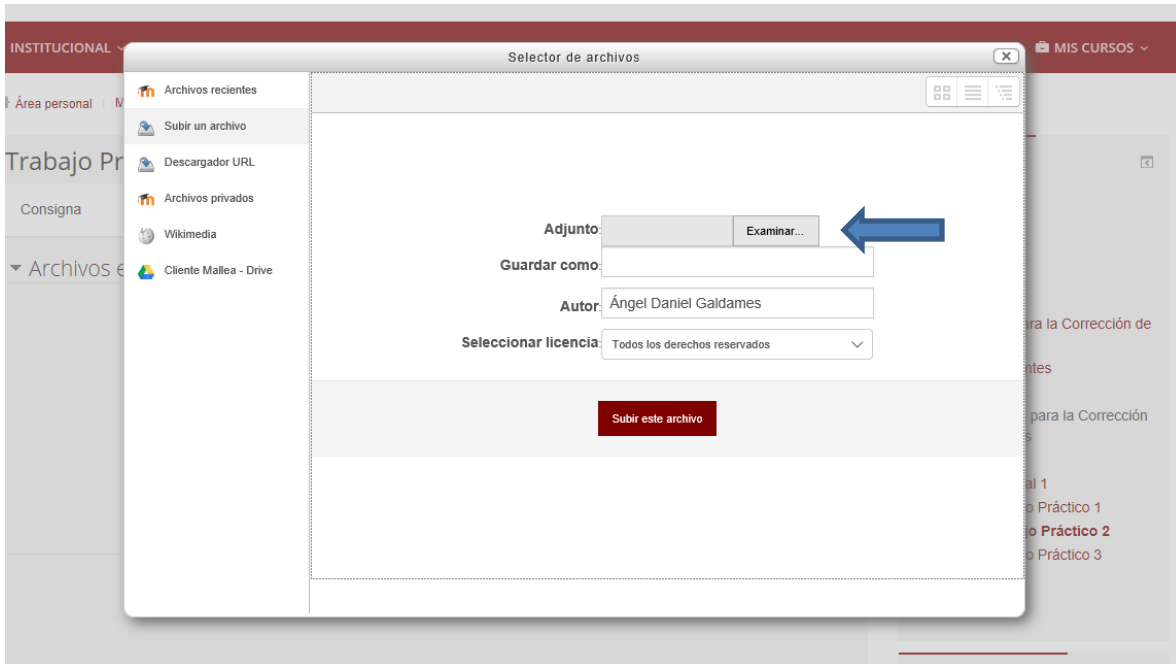 INSTITUCIONAL
MIS CURSOS
Área personal
Trabajo Pr
Consigna
Archivos e
Selector de archivos
Archivos recientes
Subir un archivo
Descargador URL
Archivos privados
Wikimedia
Cliente Mallea - Drive
Adjunto:
Examinar...
Guardar como:
Autor: Ángel Daniel Galdames
Seleccionar licencia: Todos los derechos reservados
Subir este archivo
para la Corrección de
ntes
para la Corrección
s
al 1
o Práctico 1
o Práctico 2
o Práctico 3